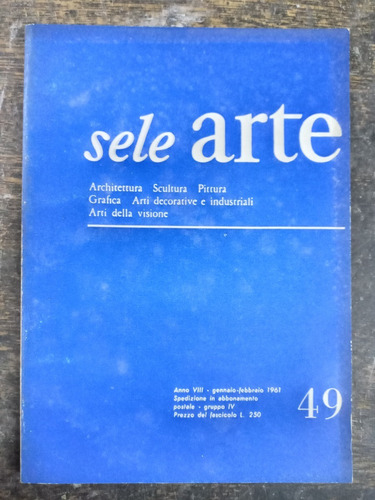 sele arte
Architettura Scultura Pittura
Grafica Arti decorative e industriali
Arti della visione
Anno VIII - gennaio-febbraio 1961
Spedizione in abbonamento
postale - gruppo IV
Prezzo del fascicolo L. 250
49